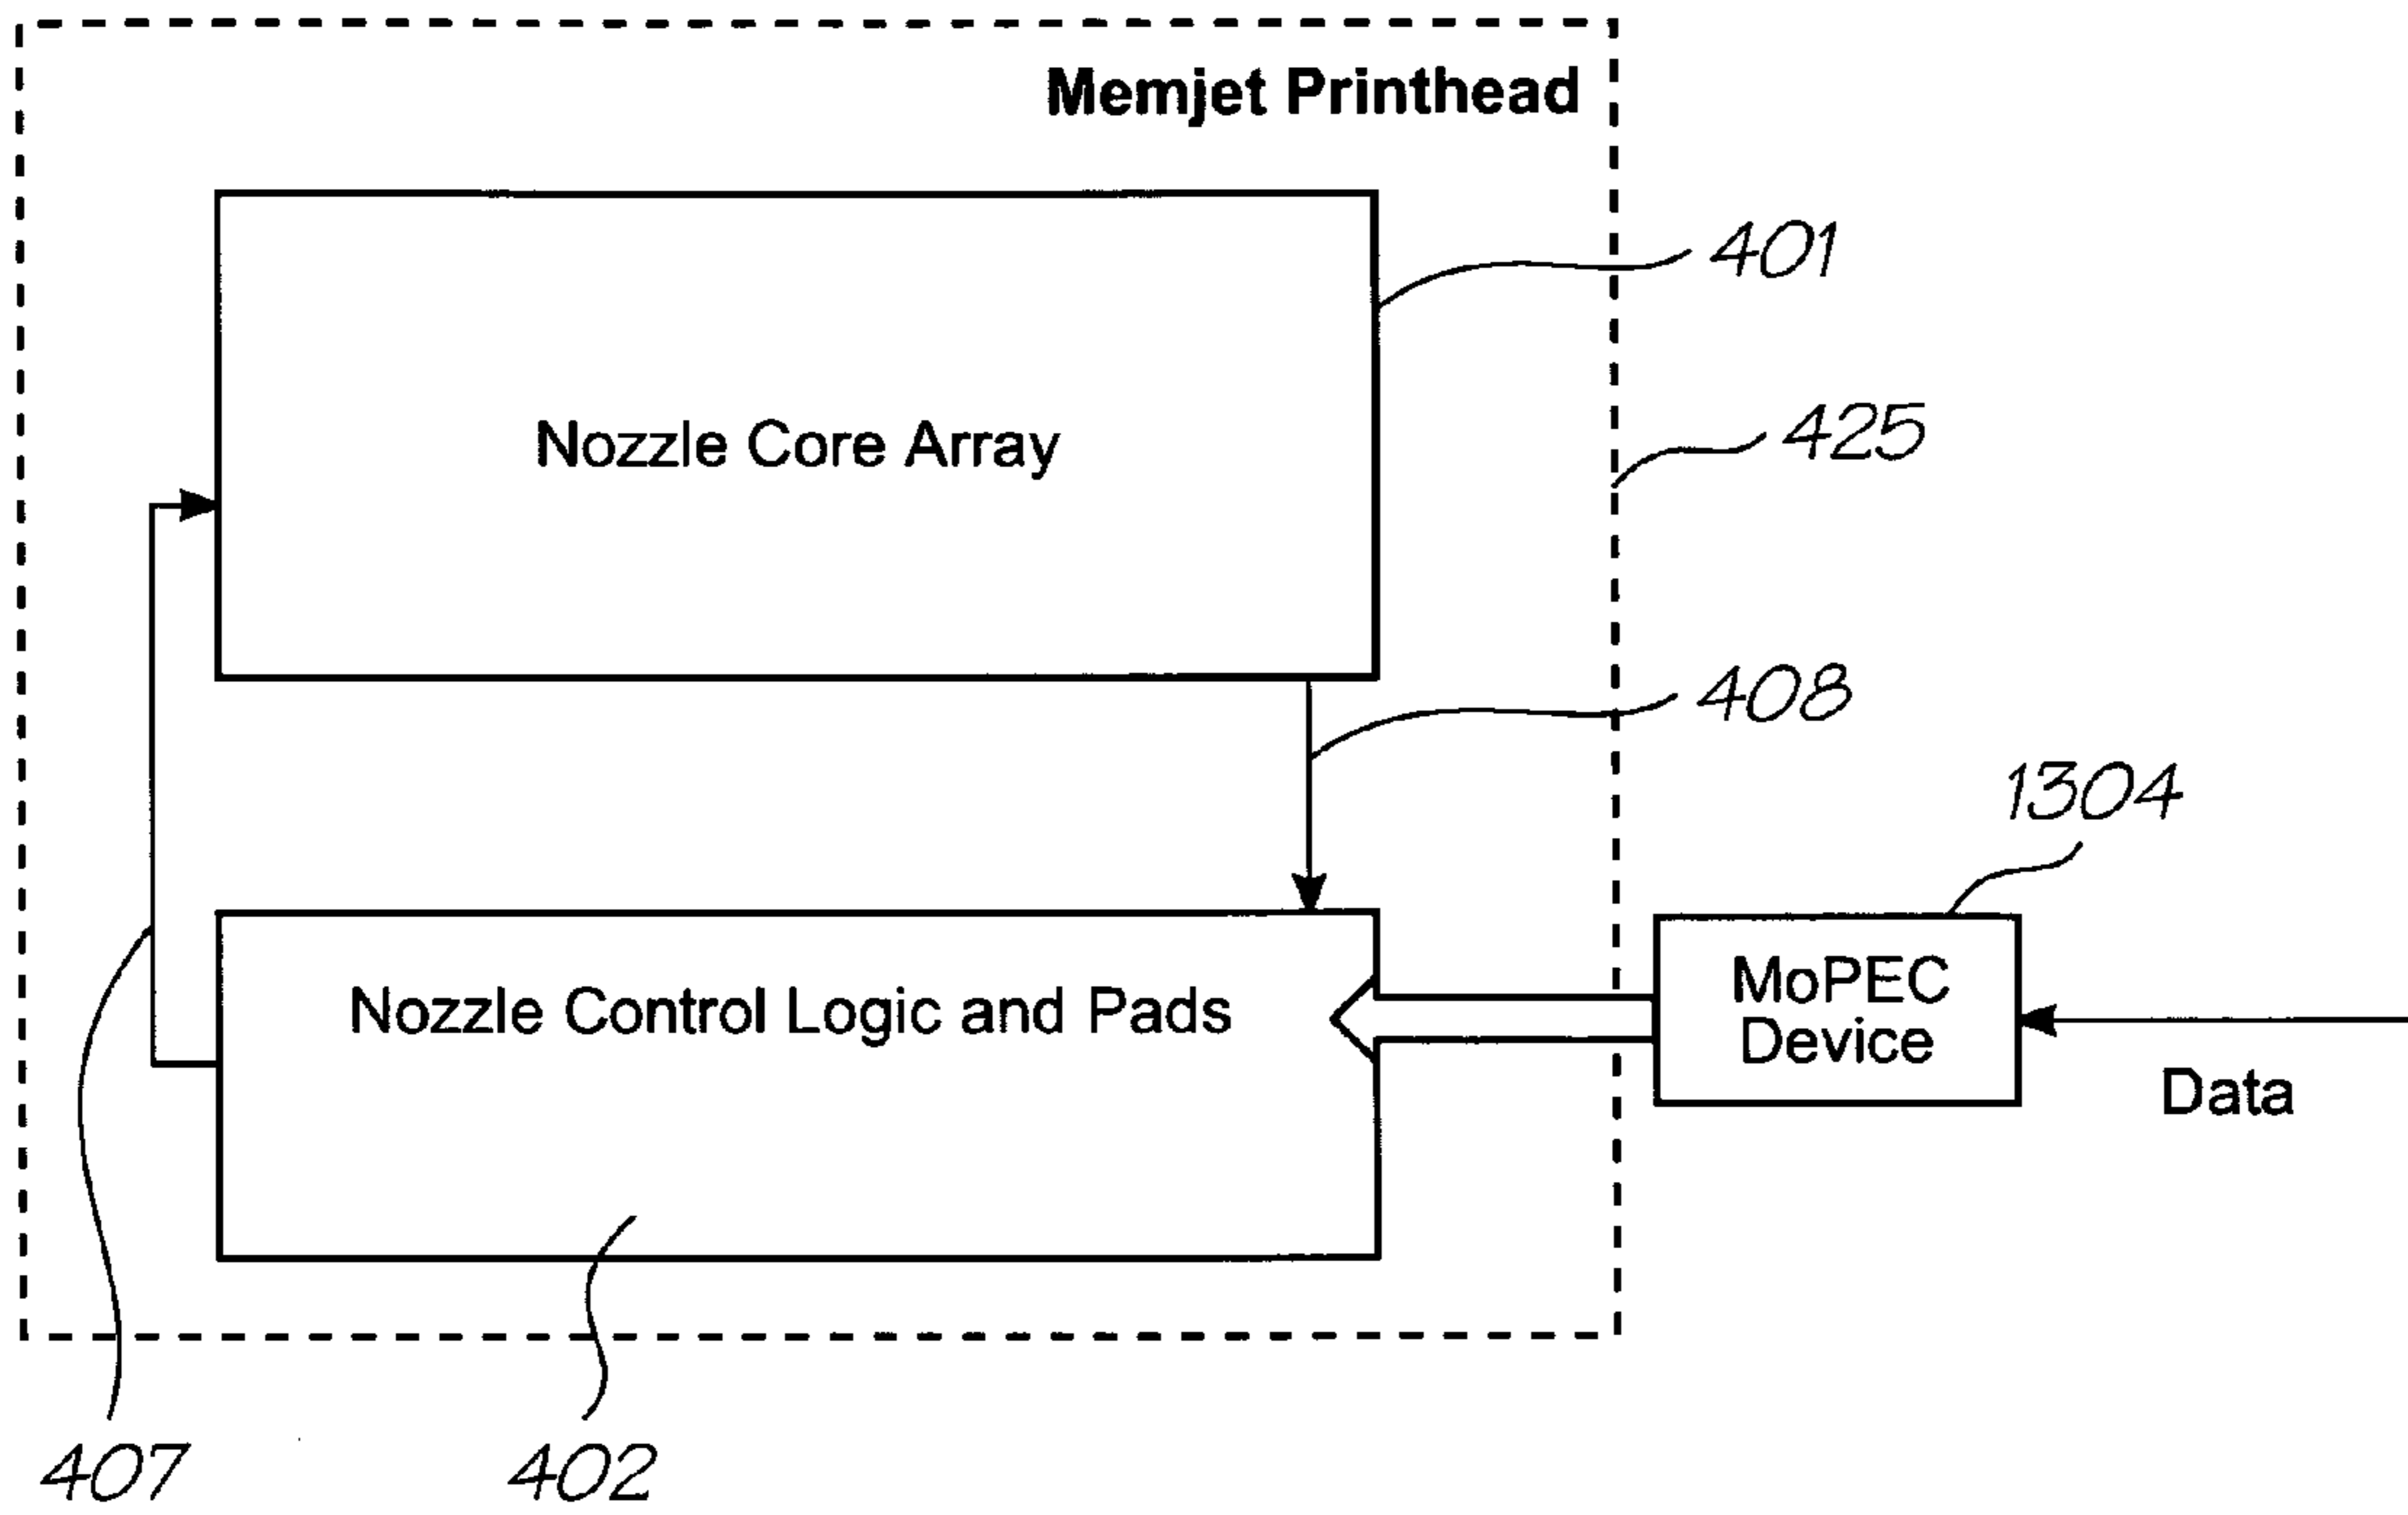 Memjet Printhead
401
Nozzle Core Array
425
408
1304
Nozzle Control Logic and Pads
MoPEC
Device
Data
407
402